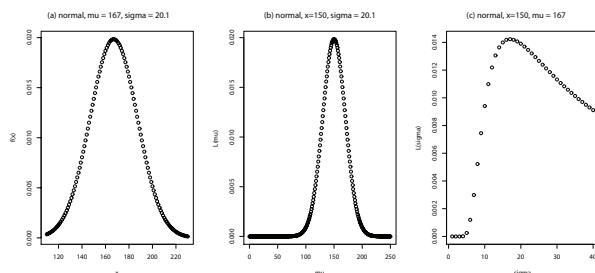 (a) normal, mu = 167, sigma = 20.1
f(x)
0.020
0.015
0.010
0.005
0.000
120 140 160 180 200 220
x
(b) normal, x=150, sigma = 20.1
L(mu)
0.020
0.015
0.010
0.005
0.000
0 50 100 150 200 250
mu
(c) normal, x=150, mu = 167
L(sigma)
0.014
0.012
0.010
0.008
0.006
0.004
0.002
0.000
0 10 20 30 40
sigma